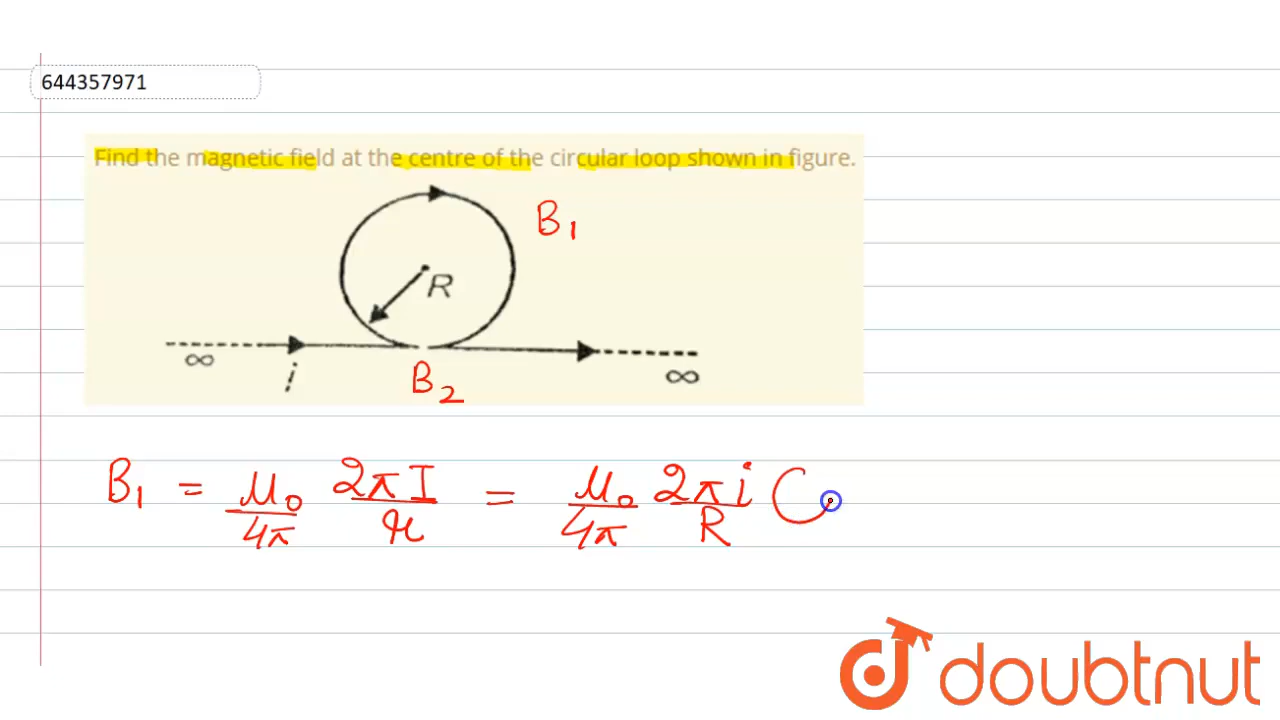 644357971
Find the magnetic field at the centre of the circular loop shown in figure.
B₁
R
∞
i
B₂
∞
B₁ = μ₀/4π 2πI/r = μ₀/4π 2πi/R
doubtnut